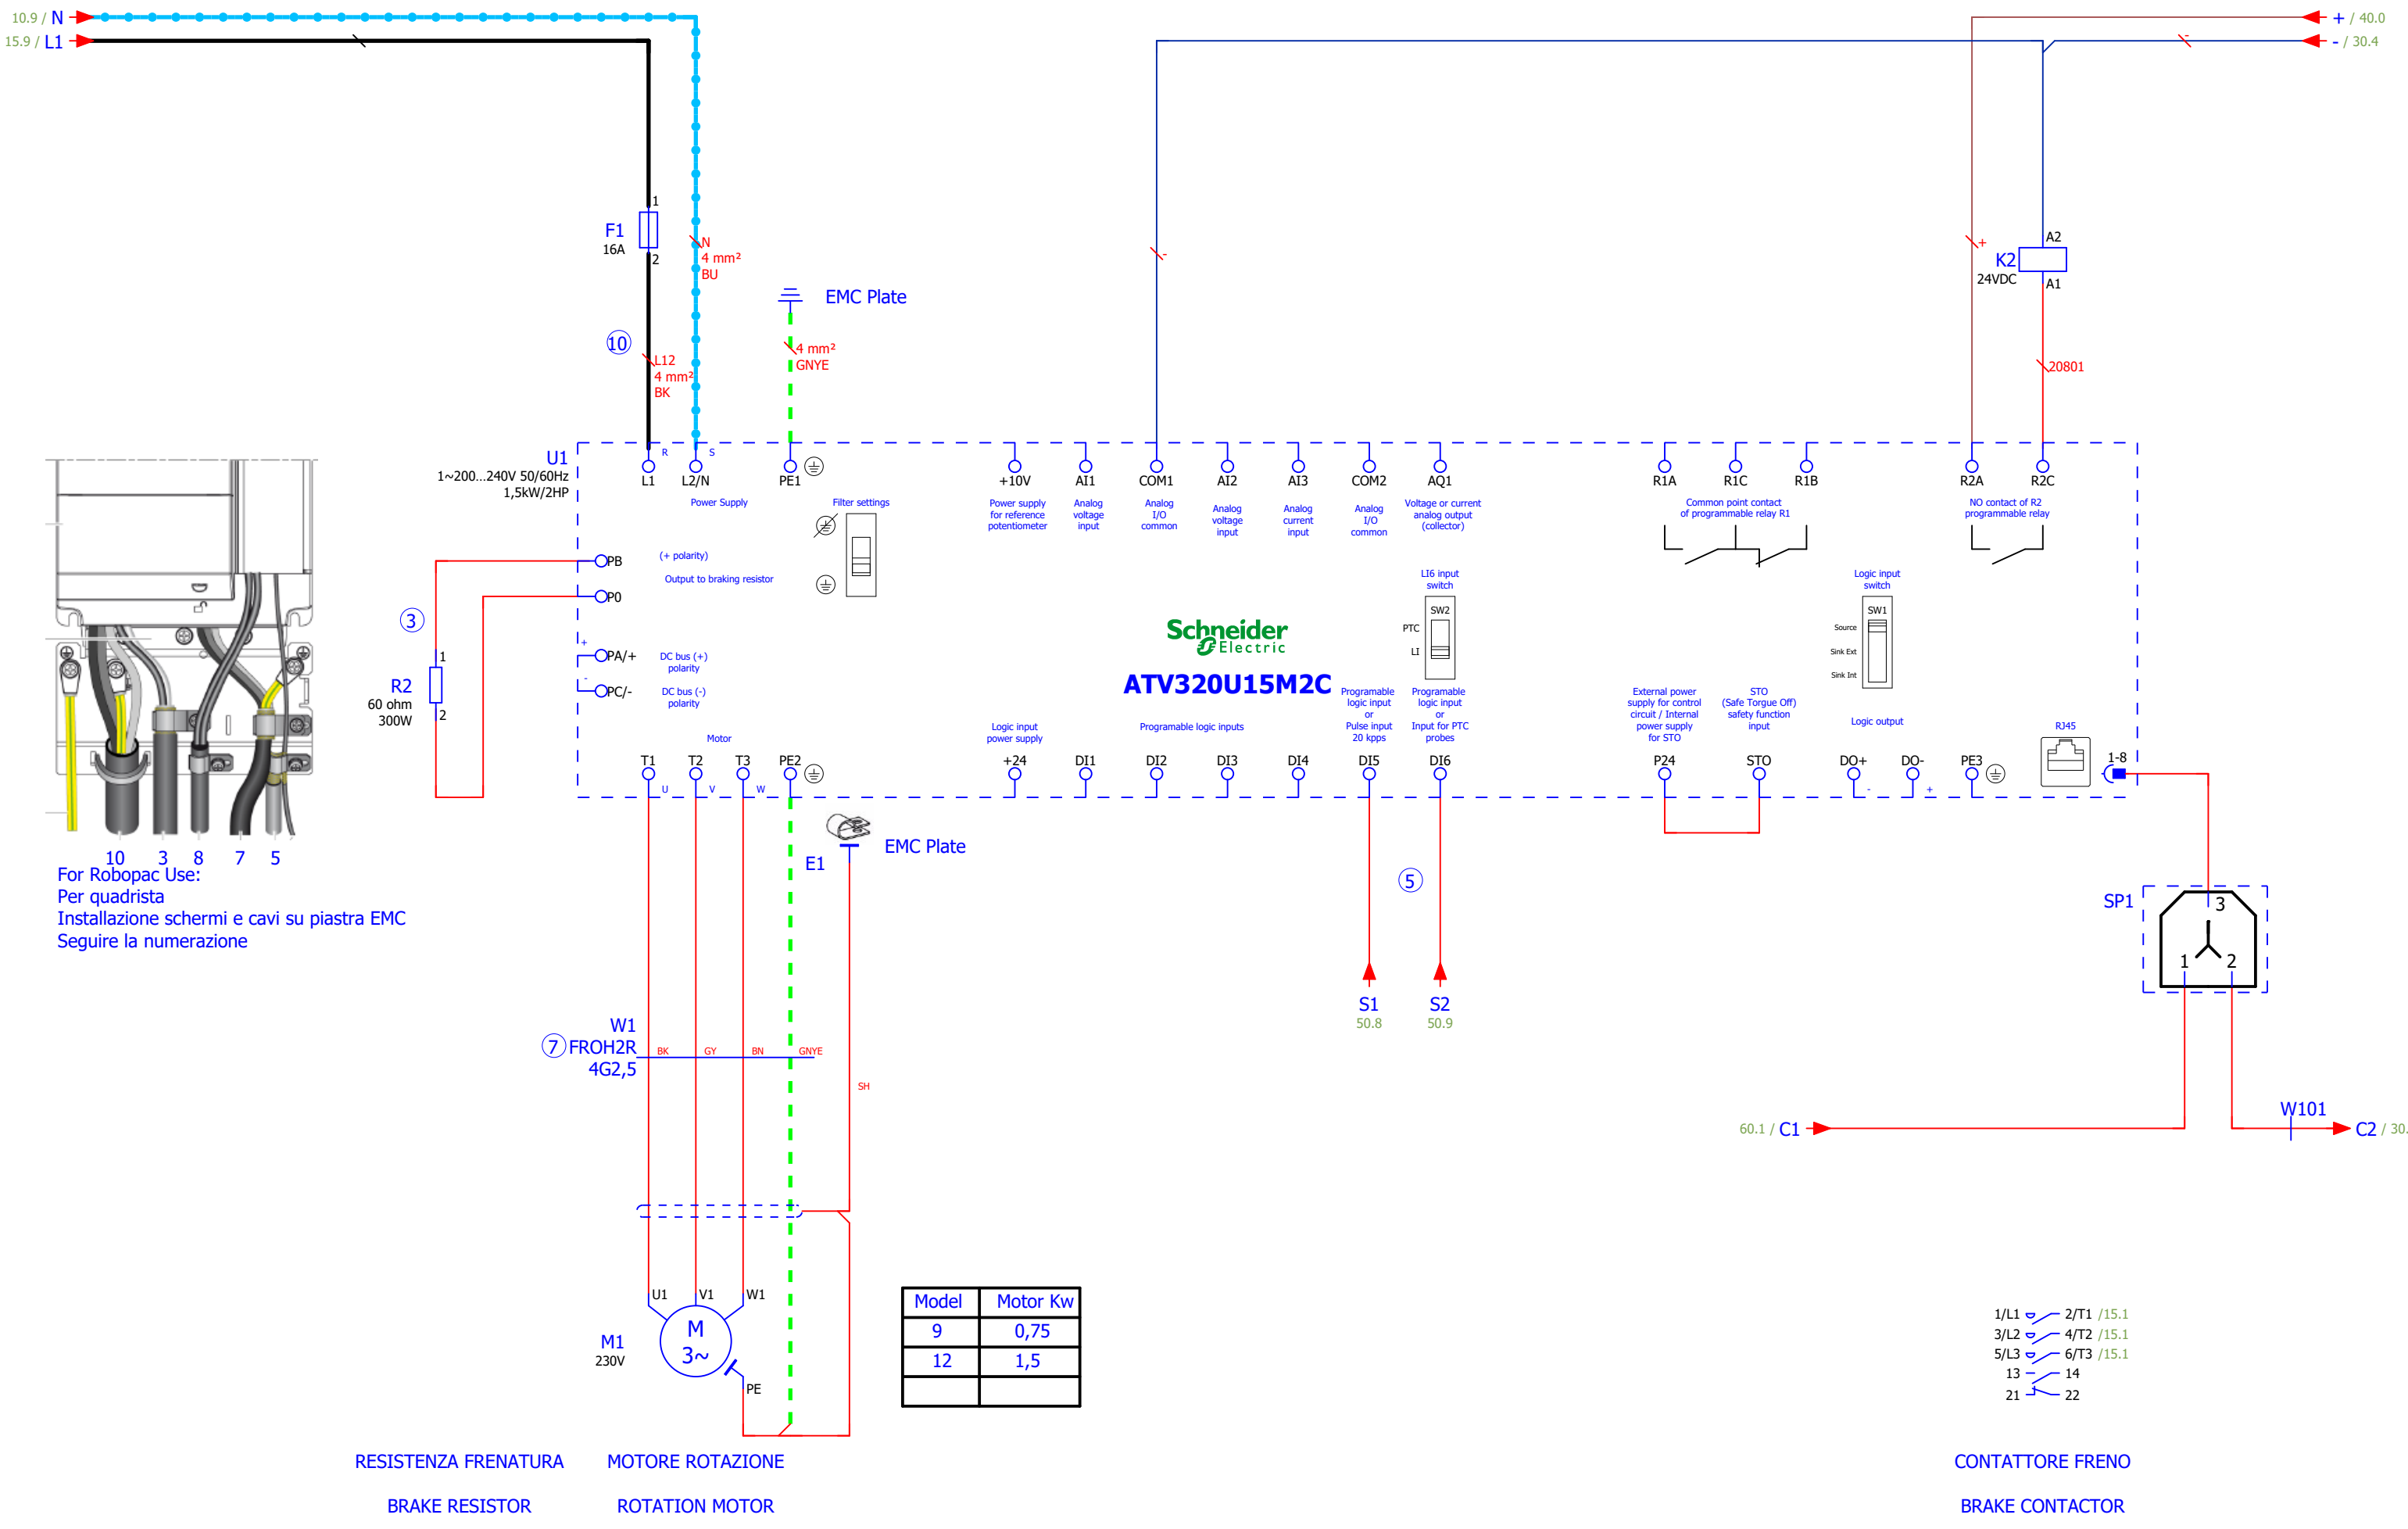 10.9 / N
15.9 / L1
+ / 40.0
- / 30.4
-
1
F1
16A
2
N
4 mm²
BU
EMC Plate
4 mm²
GNYE
10
L12
4 mm²
BK
-
+
A2
K2
24VDC
A1
20801
U1
1~200...240V 50/60Hz
1,5kW/2HP
R
S
L1
L2/N
PE1
+10V
AI1
COM1
AI2
AI3
COM2
AQ1
R1A
R1C
R1B
R2A
R2C
Power Supply
Filter settings
Power supply
for reference
potentiometer
Analog
voltage
input
Analog
I/O
common
Analog
voltage
input
Analog
current
input
Analog
I/O
common
Voltage or current
analog output
(collector)
Common point contact
of programmable relay R1
NO contact of R2
programmable relay
PB
(+ polarity)
Output to braking resistor
P0
3
1
R2
60 ohm
300W
2
+
PA/+
DC bus (+)
polarity
-
PC/-
DC bus (-)
polarity
Schneider
Electric
ATV320U15M2C
LI6 input
switch
SW2
PTC
LI
Logic input
switch
SW1
Source
Sink Ext
Sink Int
Motor
Logic input
power supply
Programable logic inputs
Programable
logic input
or
Pulse input
20 kpps
Programable
logic input
or
Input for PTC
probes
External power
supply for control
circuit / Internal
power supply
for STO
STO
(Safe Torgue Off)
safety function
input
Logic output
RJ45
T1
T2
T3
PE2
+24
DI1
DI2
DI3
DI4
DI5
DI6
P24
STO
DO+
DO-
PE3
1-8
U
V
W
-
+
10 3 8 7 5
For Robopac Use:
Per quadrista
Installazione schermi e cavi su piastra EMC
Seguire la numerazione
E1
EMC Plate
5
S1
50.8
S2
50.9
SP1
3
1
2
W1
7 FROH2R
4G2,5
BK
GY
BN
GNYE
SH
60.1 / C1
W101
C2 / 30.
U1
V1
W1
M1
230V
M
3~
PE
Model Motor Kw
9 0,75
12 1,5
1/L1 2/T1 /15.1
3/L2 4/T2 /15.1
5/L3 6/T3 /15.1
13 14
21 22
RESISTENZA FRENATURA
MOTORE ROTAZIONE
CONTATTORE FRENO
BRAKE RESISTOR
ROTATION MOTOR
BRAKE CONTACTOR